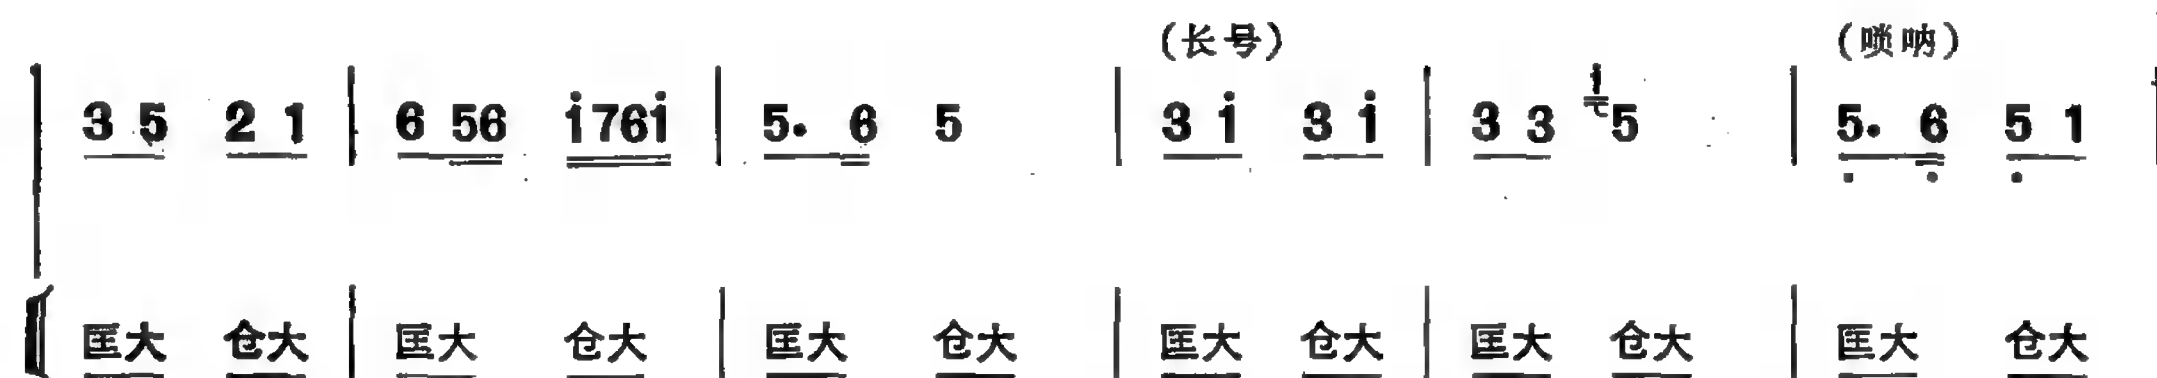 (长号) (唢呐)
3 5 2 1 | 6 56 i̇76i̇ | 5. 6 5 | 3 i̇ 3 i̇ | 3 3 i̇5 | 5̣. 6̣ 5̣ 1
匡大 仓大 | 匡大 仓大 | 匡大 仓大 | 匡大 仓大 | 匡大 仓大 | 匡大 仓大